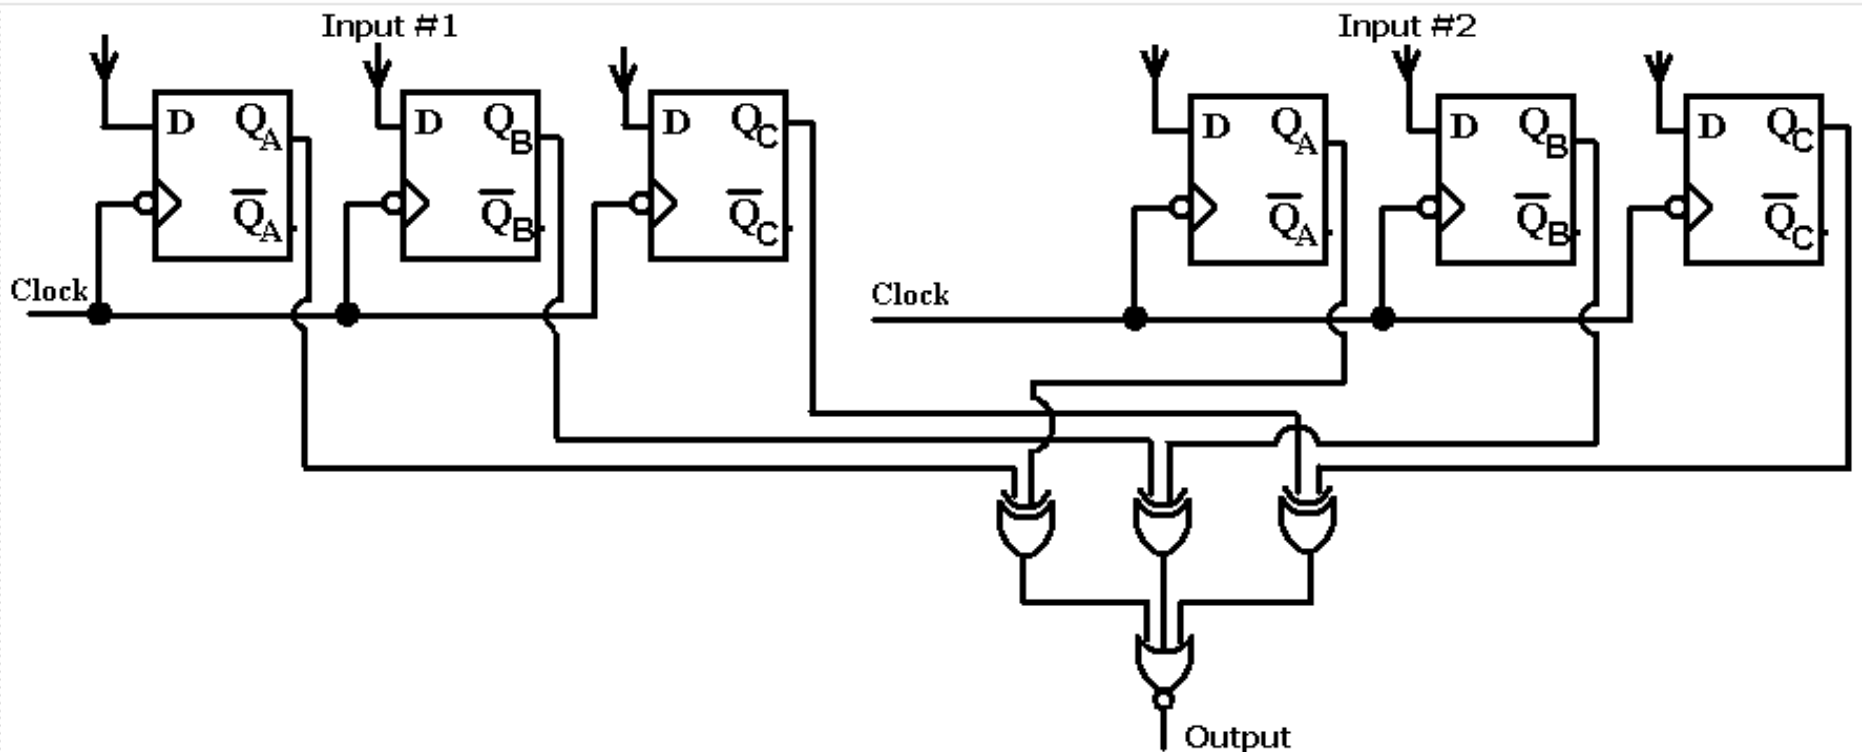 Input #1
Input #2
D Q_A
D Q_B
D Q_C
D Q_A
D Q_B
D Q_C
Q̅_A
Q̅_B
Q̅_C
Q̅_A
Q̅_B
Q̅_C
Clock
Clock
Output